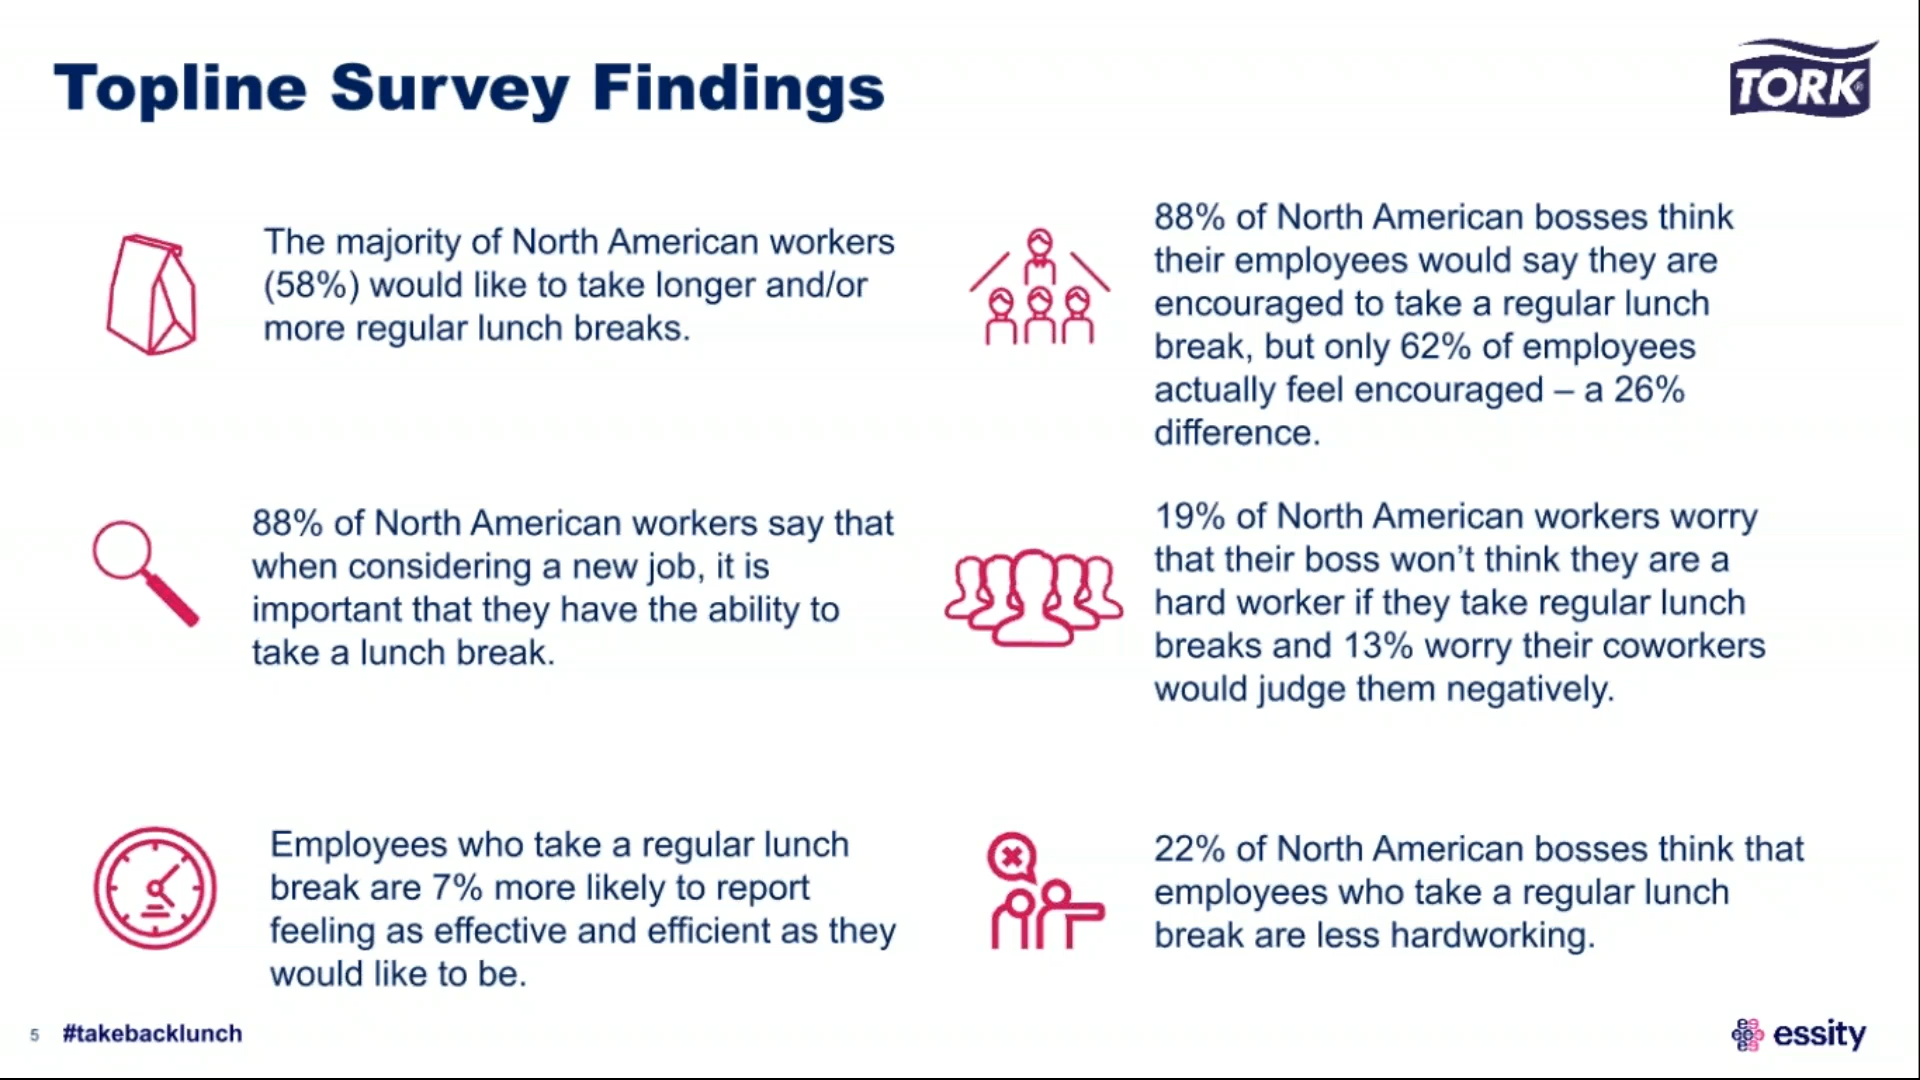 Topline Survey Findings
TORK
The majority of North American workers
(58%) would like to take longer and/or
more regular lunch breaks.
88% of North American bosses think
their employees would say they are
encouraged to take a regular lunch
break, but only 62% of employees
actually feel encouraged – a 26%
difference.
88% of North American workers say that
when considering a new job, it is
important that they have the ability to
take a lunch break.
19% of North American workers worry
that their boss won’t think they are a
hard worker if they take regular lunch
breaks and 13% worry their coworkers
would judge them negatively.
Employees who take a regular lunch
break are 7% more likely to report
feeling as effective and efficient as they
would like to be.
22% of North American bosses think that
employees who take a regular lunch
break are less hardworking.
5 #takebacklunch
essity